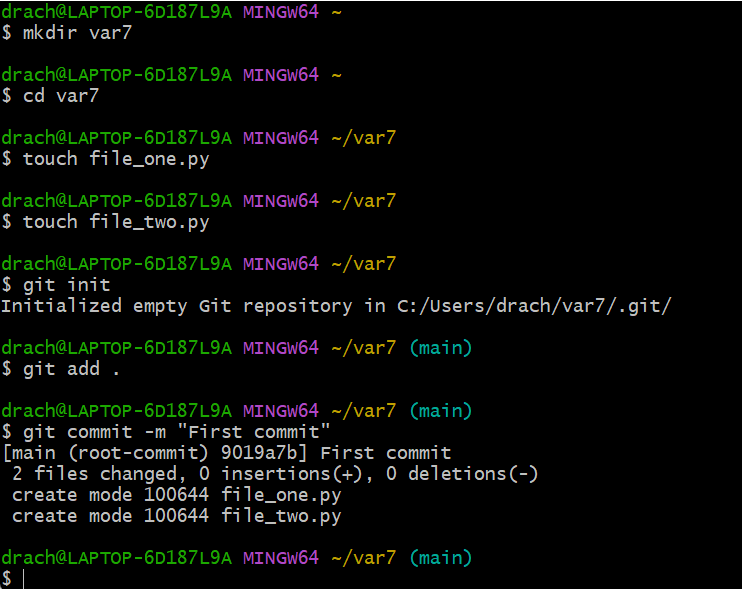 drach@LAPTOP-6D187L9A MINGW64 ~
$ mkdir var7
drach@LAPTOP-6D187L9A MINGW64 ~
$ cd var7
drach@LAPTOP-6D187L9A MINGW64 ~/var7
$ touch file_one.py
drach@LAPTOP-6D187L9A MINGW64 ~/var7
$ touch file_two.py
drach@LAPTOP-6D187L9A MINGW64 ~/var7
$ git init
Initialized empty Git repository in C:/Users/drach/var7/.git/
drach@LAPTOP-6D187L9A MINGW64 ~/var7 (main)
$ git add .
drach@LAPTOP-6D187L9A MINGW64 ~/var7 (main)
$ git commit -m "First commit"
[main (root-commit) 9019a7b] First commit
 2 files changed, 0 insertions(+), 0 deletions(-)
 create mode 100644 file_one.py
 create mode 100644 file_two.py
drach@LAPTOP-6D187L9A MINGW64 ~/var7 (main)
$